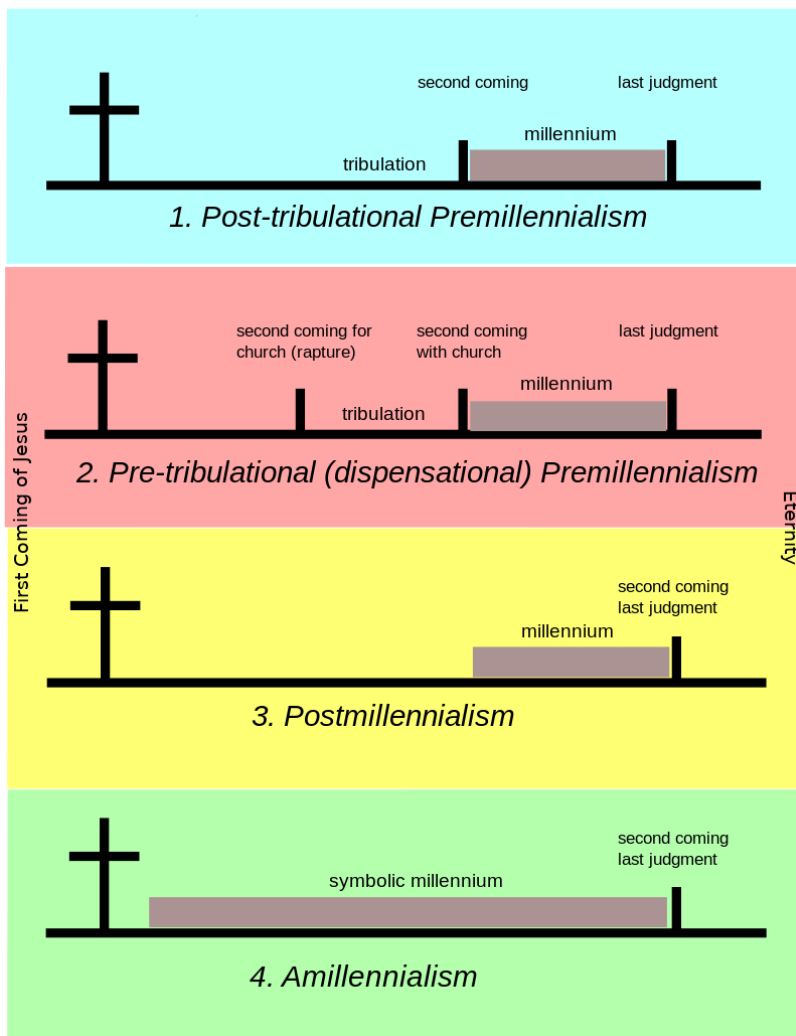 second coming
last judgment
millennium
tribulation
1. Post-tribulational Premillennialism
second coming for
church (rapture)
second coming
with church
last judgment
millennium
tribulation
2. Pre-tribulational (dispensational) Premillennialism
First Coming of Jesus
Eternity
second coming
last judgment
millennium
3. Postmillennialism
second coming
last judgment
symbolic millennium
4. Amillennialism